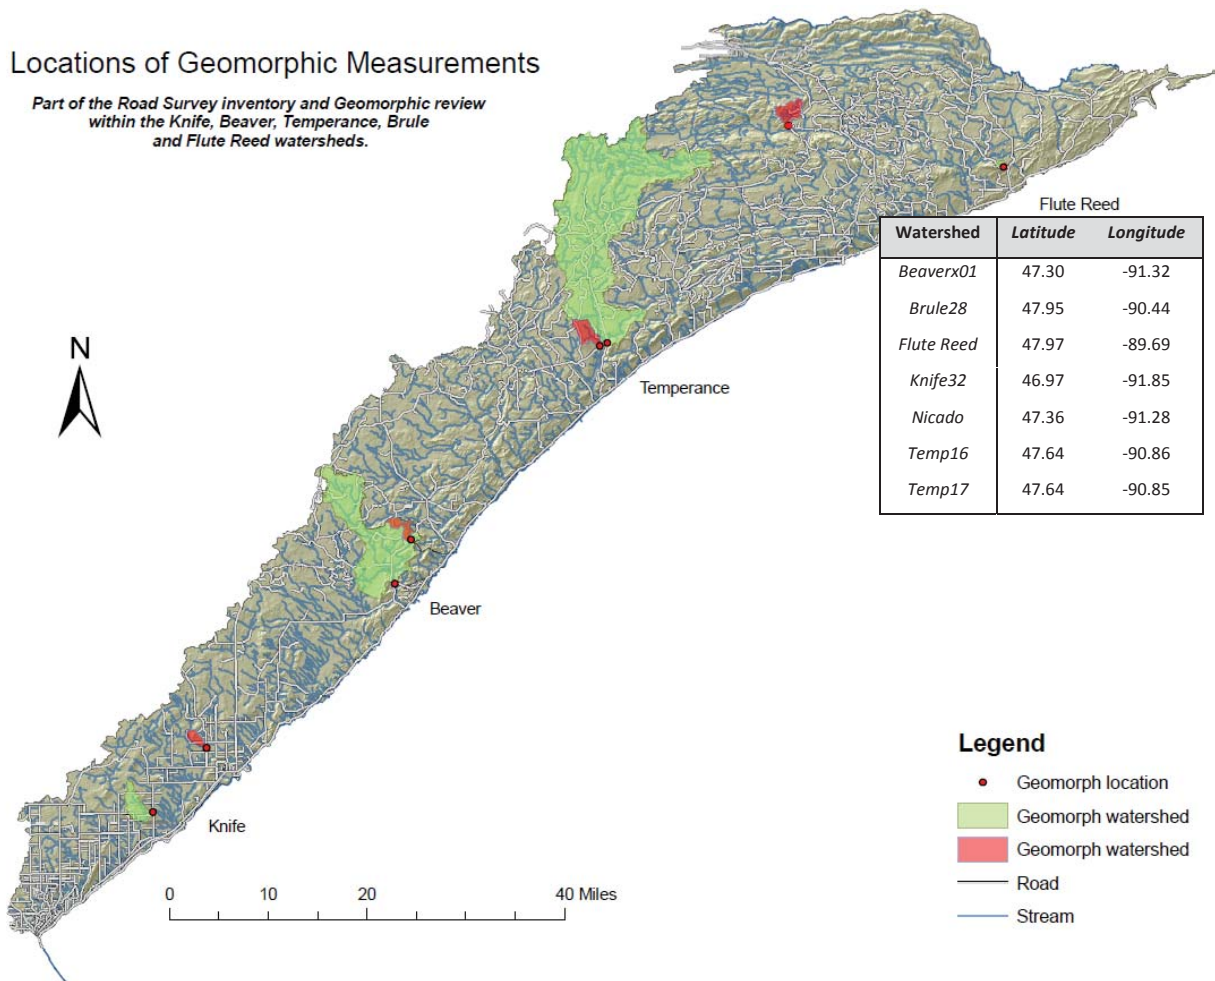 Locations of Geomorphic Measurements
Part of the Road Survey inventory and Geomorphic review
within the Knife, Beaver, Temperance, Brule
and Flute Reed watersheds.
N
Flute Reed
Watershed Latitude Longitude
Beaverx01 47.30 -91.32
Brule28 47.95 -90.44
Flute Reed 47.97 -89.69
Knife32 46.97 -91.85
Nicado 47.36 -91.28
Temp16 47.64 -90.86
Temp17 47.64 -90.85
Temperance
Beaver
Knife
0 10 20 40 Miles
Legend
Geomorph location
Geomorph watershed
Geomorph watershed
Road
Stream